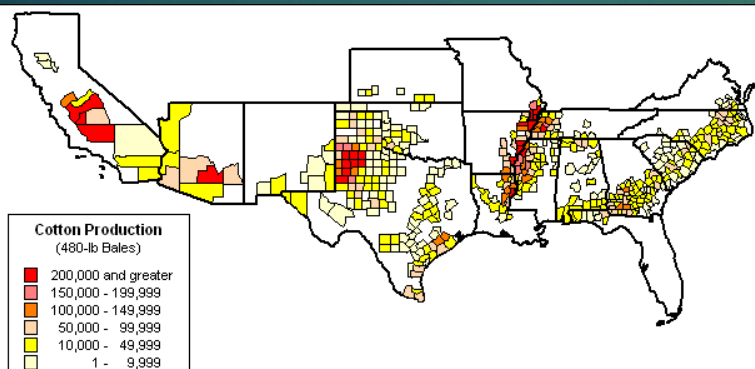 Cotton Production
(480-lb Bales)
200,000 and greater
150,000 - 199,999
100,000 - 149,999
50,000 - 99,999
10,000 - 49,999
1 - 9,999